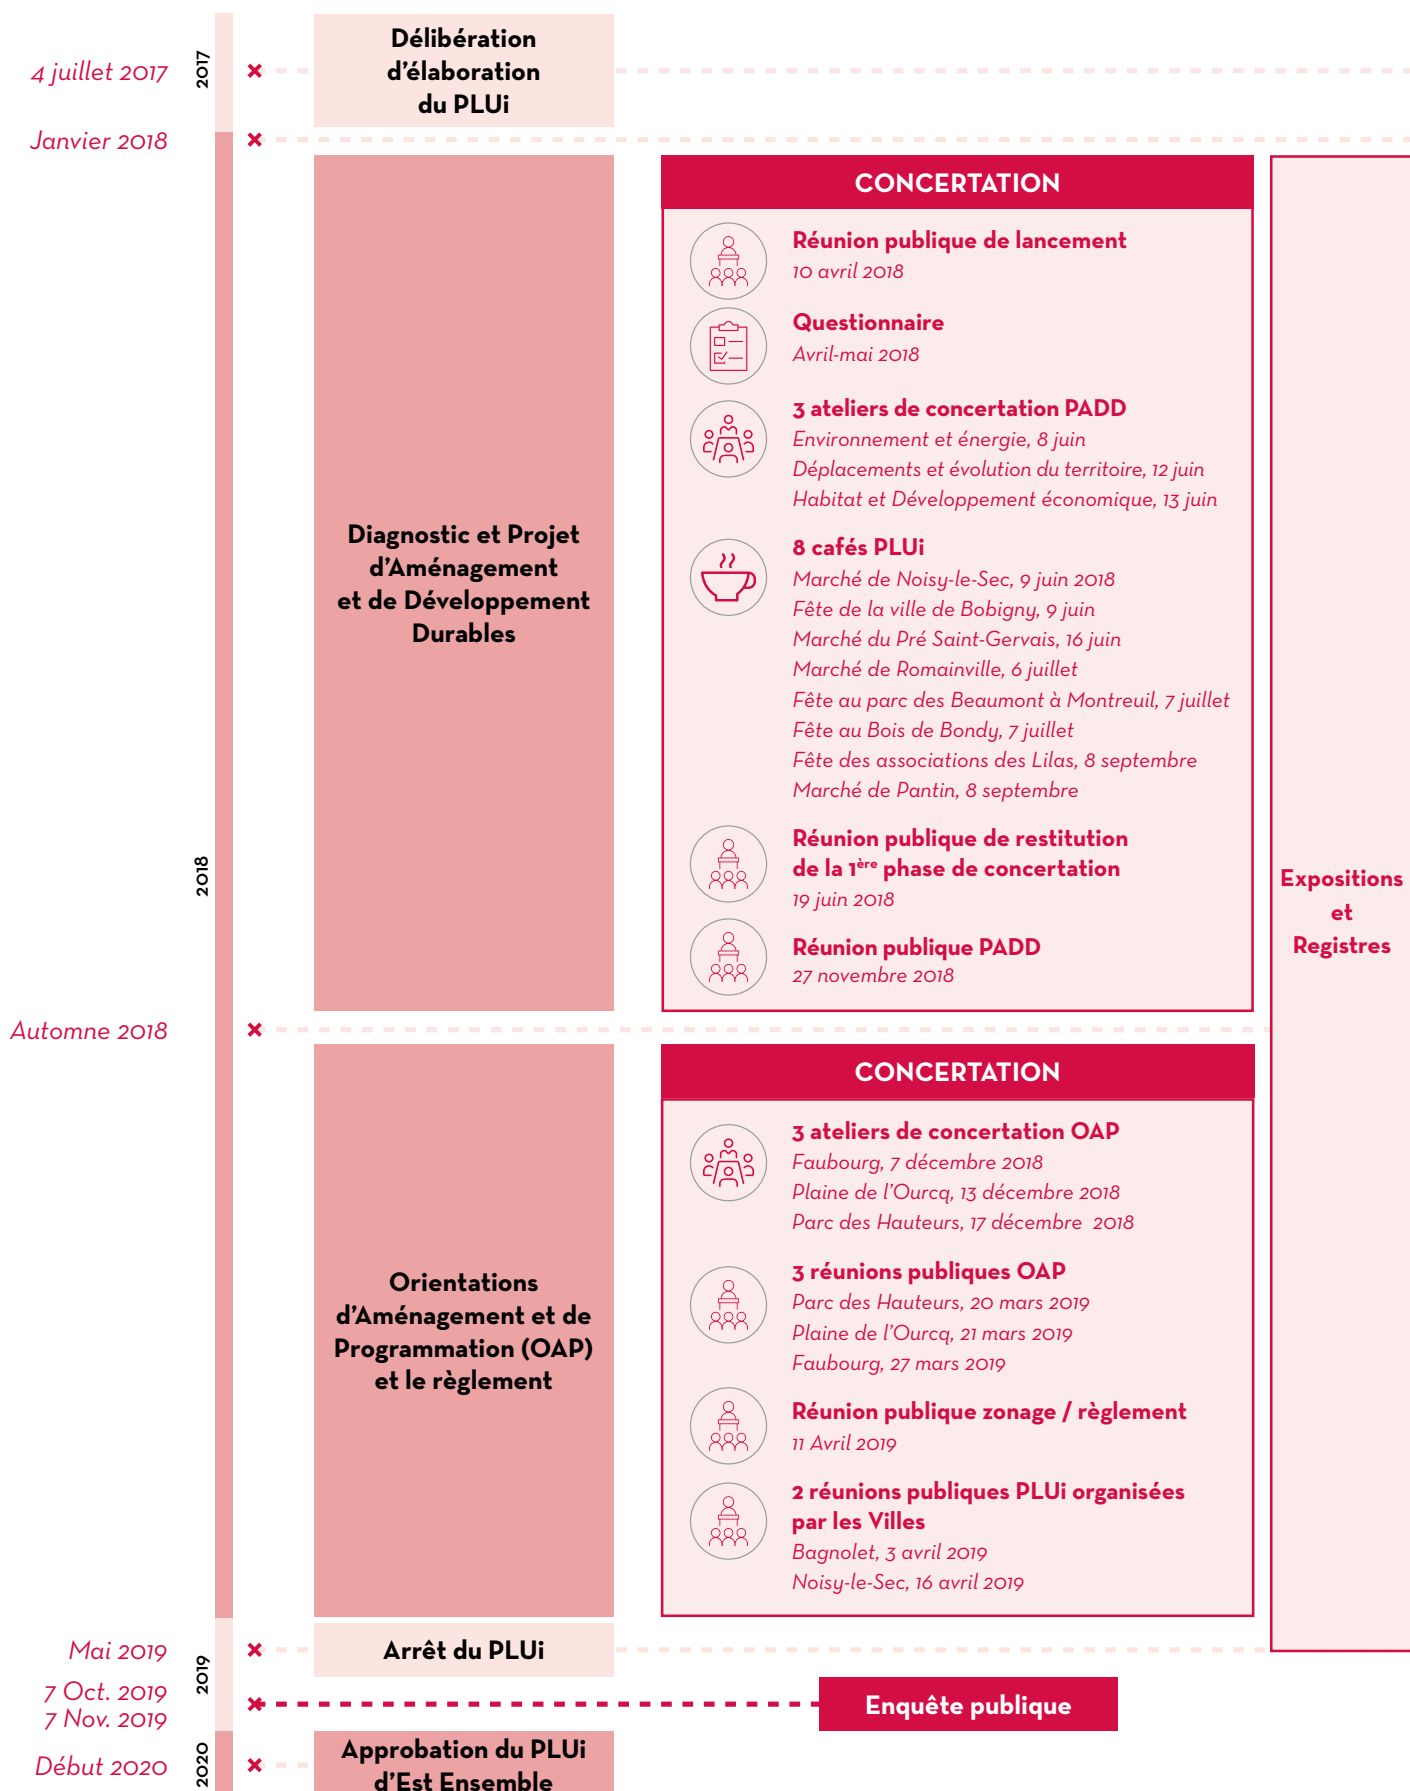 4 juillet 2017
2017
Délibération
d'élaboration
du PLUi
Janvier 2018
2018
Diagnostic et Projet
d'Aménagement
et de Développement
Durables
CONCERTATION
Réunion publique de lancement
10 avril 2018
Questionnaire
Avril-mai 2018
3 ateliers de concertation PADD
Environnement et énergie, 8 juin
Déplacements et évolution du territoire, 12 juin
Habitat et Développement économique, 13 juin
8 cafés PLUi
Marché de Noisy-le-Sec, 9 juin 2018
Fête de la ville de Bobigny, 9 juin
Marché du Pré Saint-Gervais, 16 juin
Marché de Romainville, 6 juillet
Fête au parc des Beaumont à Montreuil, 7 juillet
Fête au Bois de Bondy, 7 juillet
Fête des associations des Lilas, 8 septembre
Marché de Pantin, 8 septembre
Réunion publique de restitution
de la 1ère phase de concertation
19 juin 2018
Réunion publique PADD
27 novembre 2018
Expositions
et
Registres
Automne 2018
Orientations
d'Aménagement et de
Programmation (OAP)
et le règlement
CONCERTATION
3 ateliers de concertation OAP
Faubourg, 7 décembre 2018
Plaine de l'Ourcq, 13 décembre 2018
Parc des Hauteurs, 17 décembre 2018
3 réunions publiques OAP
Parc des Hauteurs, 20 mars 2019
Plaine de l'Ourcq, 21 mars 2019
Faubourg, 27 mars 2019
Réunion publique zonage / règlement
11 Avril 2019
2 réunions publiques PLUi organisées
par les Villes
Bagnolet, 3 avril 2019
Noisy-le-Sec, 16 avril 2019
Mai 2019
2019
Arrêt du PLUi
7 Oct. 2019
7 Nov. 2019
Enquête publique
Début 2020
2020
Approbation du PLUi
d'Est Ensemble